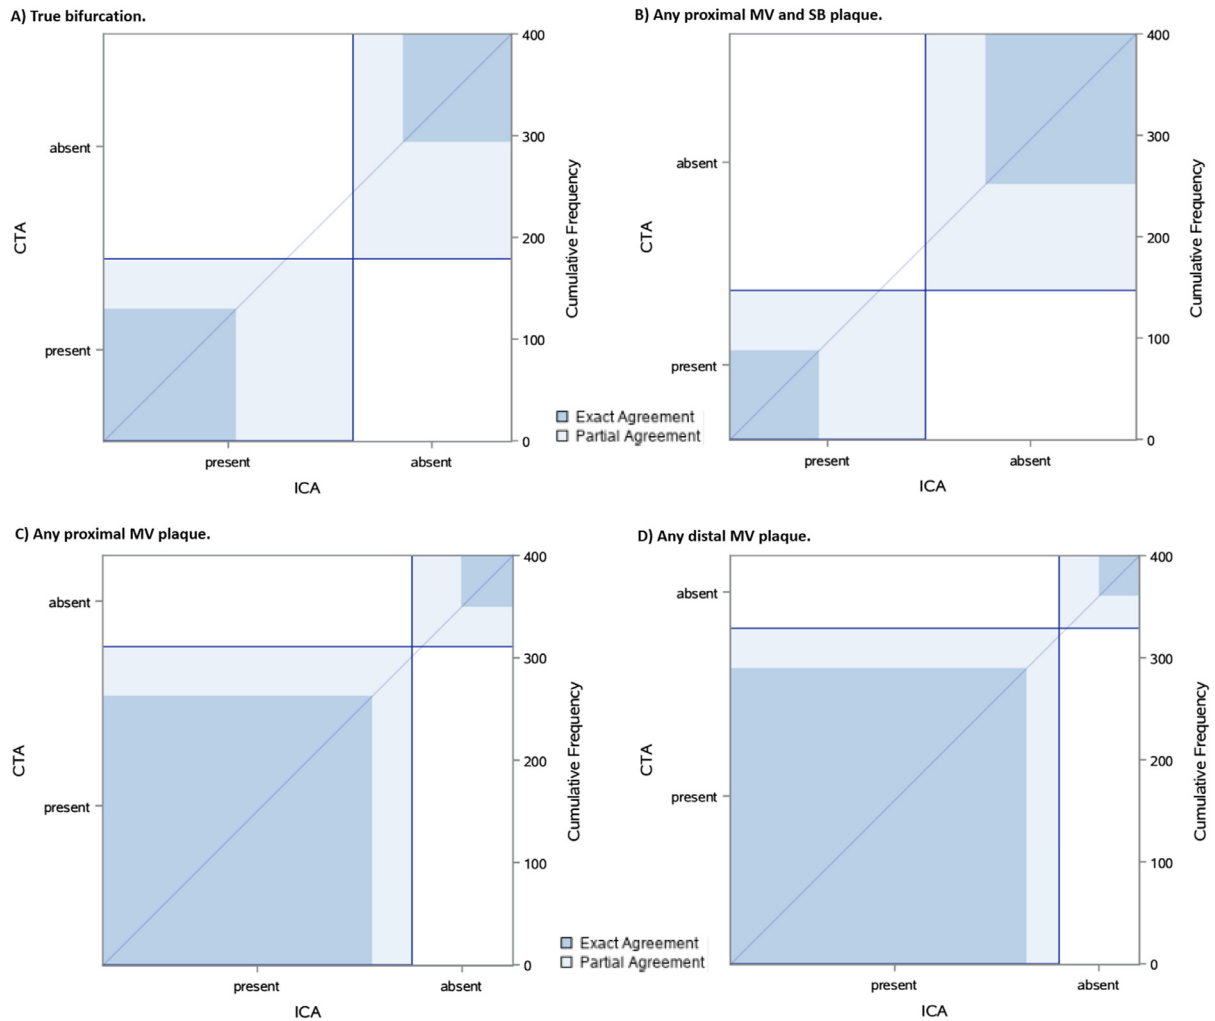 A) True bifurcation.
400
300
200
100
0
absent
present
CTA
Cumulative Frequency
present absent
ICA
B) Any proximal MV and SB plaque.
400
300
200
100
0
absent
present
CTA
Cumulative Frequency
present absent
ICA
Exact Agreement
Partial Agreement
C) Any proximal MV plaque.
400
300
200
100
0
absent
present
CTA
Cumulative Frequency
present absent
ICA
D) Any distal MV plaque.
400
300
200
100
0
absent
present
CTA
Cumulative Frequency
present absent
ICA
Exact Agreement
Partial Agreement